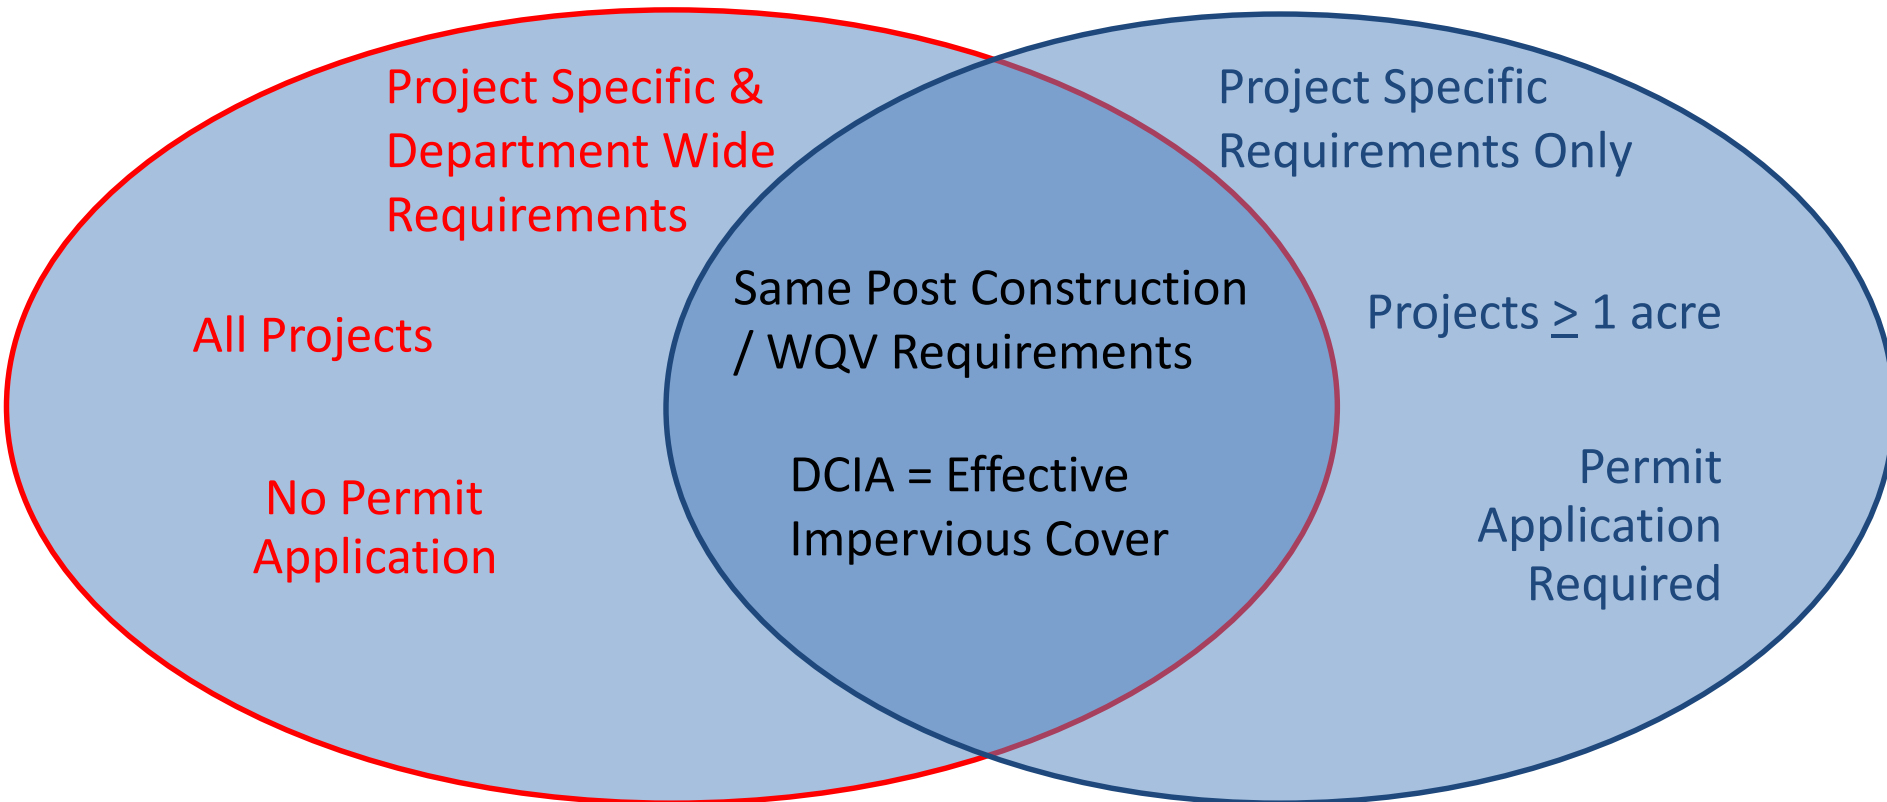 Project Specific &
Department Wide
Requirements
All Projects
No Permit
Application
Same Post Construction
/ WQV Requirements
DCIA = Effective
Impervious Cover
Project Specific
Requirements Only
Projects ≥ 1 acre
Permit
Application
Required